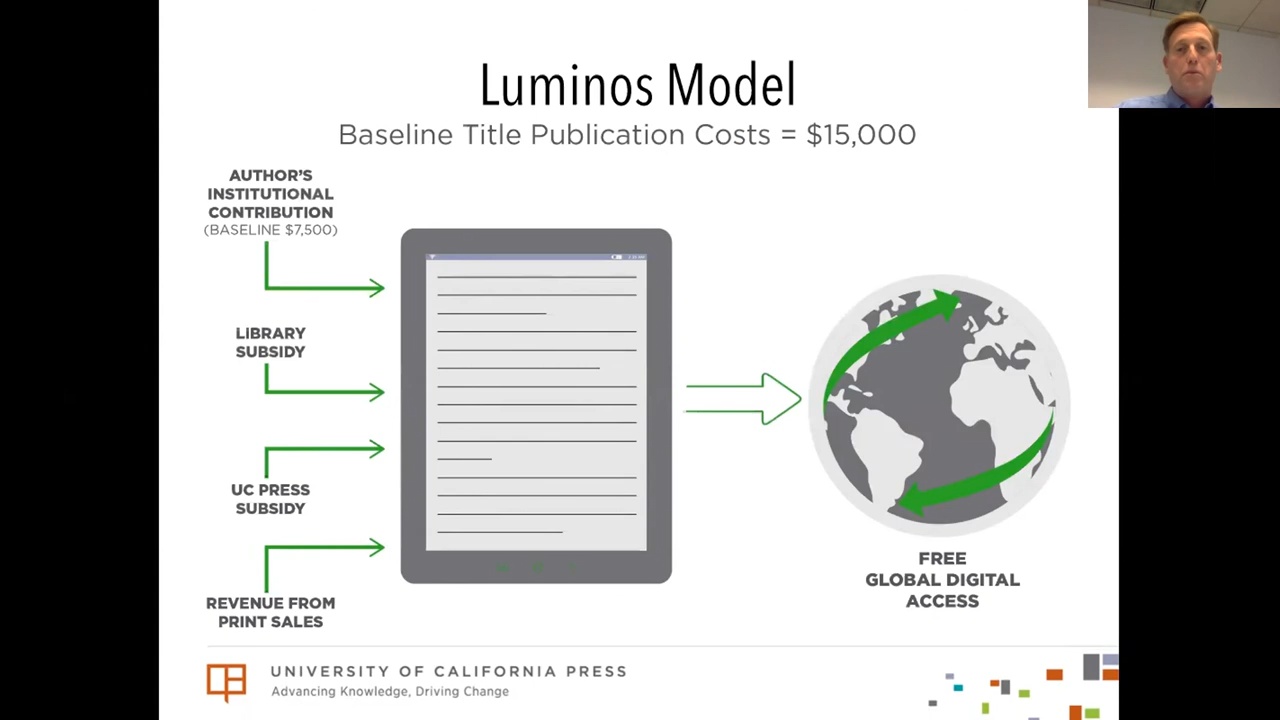 Luminos Model
Baseline Title Publication Costs = $15,000
AUTHOR'S
INSTITUTIONAL
CONTRIBUTION
(BASELINE $7,500)
LIBRARY
SUBSIDY
UC PRESS
SUBSIDY
REVENUE FROM
PRINT SALES
FREE
GLOBAL DIGITAL
ACCESS
UNIVERSITY OF CALIFORNIA PRESS
Advancing Knowledge, Driving Change